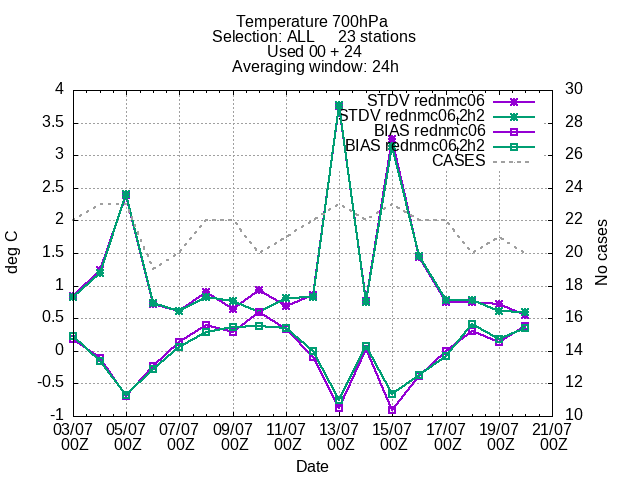 Temperature 700hPa
Selection: ALL 23 stations
Used 00 + 24
Averaging window: 24h
4
3.5
3
2.5
2
1.5
1
0.5
0
-0.5
-1
30
28
26
24
22
20
18
16
14
12
10
STDV rednmc06
STDV rednmc06t2h2
BIAS rednmc06
BIAS rednmc06t2h2
CASES
deg C
No cases
03/07 05/07 07/07 09/07 11/07 13/07 15/07 17/07 19/07 21/07
00Z 00Z 00Z 00Z 00Z 00Z 00Z 00Z 00Z 00Z
Date